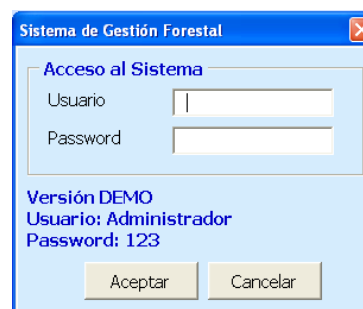 Sistema de Gestión Forestal
Acceso al Sistema
Usuario
Password
Versión DEMO
Usuario: Administrador
Password: 123
Aceptar Cancelar